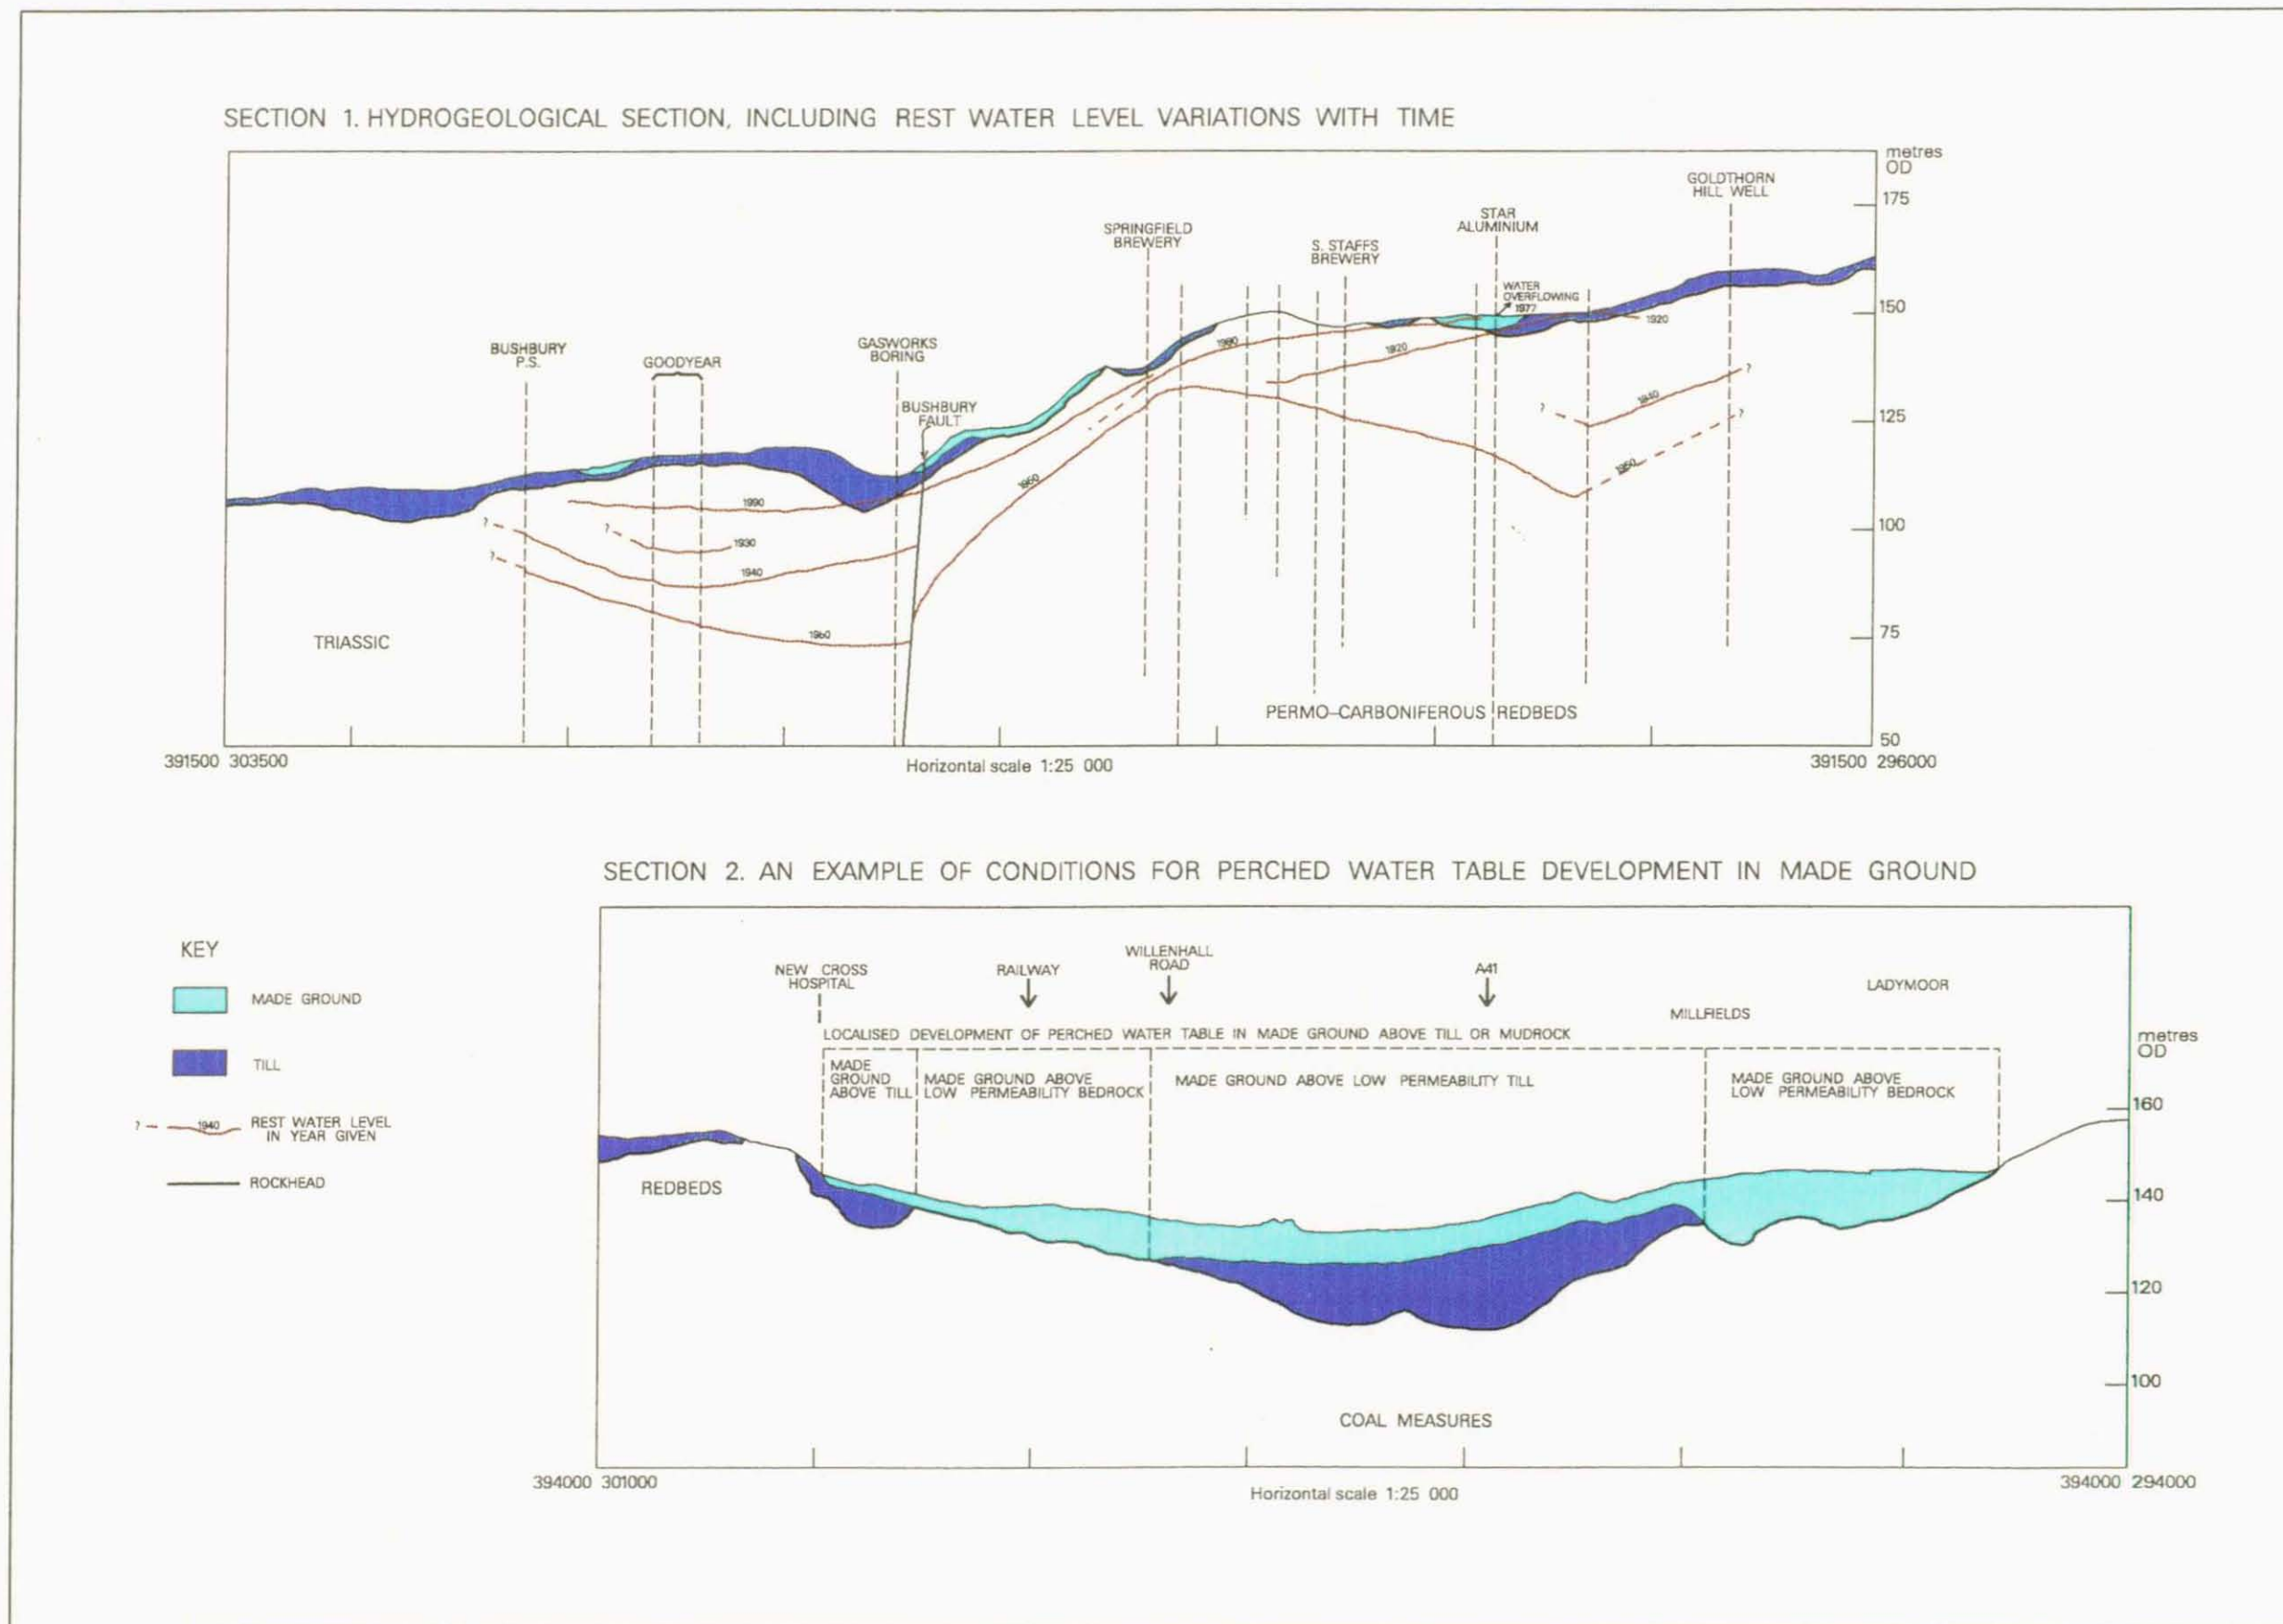 SECTION 1. HYDROGEOLOGICAL SECTION, INCLUDING REST WATER LEVEL VARIATIONS WITH TIME
metres
OD
175
150
125
100
75
50
GOLDTHORN
HILL WELL
STAR
ALUMINIUM
SPRINGFIELD
BREWERY
S. STAFFS
BREWERY
WATER
OVERFLOWING
1977
1920
BUSHBURY
P.S.
GOODYEAR
GASWORKS
BORING
BUSHBURY
FAULT
1990
1920
?
1940
?
?
1950
1960
1990
?
?
1930
1940
?
1960
TRIASSIC
PERMO-CARBONIFEROUS REDBEDS
391500 303500
Horizontal scale 1:25 000
391500 296000
SECTION 2. AN EXAMPLE OF CONDITIONS FOR PERCHED WATER TABLE DEVELOPMENT IN MADE GROUND
KEY
MADE GROUND
TILL
? 1940 REST WATER LEVEL
IN YEAR GIVEN
ROCKHEAD
NEW CROSS
HOSPITAL
RAILWAY
WILLENHALL
ROAD
A41
MILLFIELDS
LADYMOOR
LOCALISED DEVELOPMENT OF PERCHED WATER TABLE IN MADE GROUND ABOVE TILL OR MUDROCK
MADE
GROUND
ABOVE TILL
MADE GROUND ABOVE
LOW PERMEABILITY BEDROCK
MADE GROUND ABOVE LOW PERMEABILITY TILL
MADE GROUND ABOVE
LOW PERMEABILITY BEDROCK
metres
OD
160
140
120
100
REDBEDS
COAL MEASURES
394000 301000
Horizontal scale 1:25 000
394000 294000